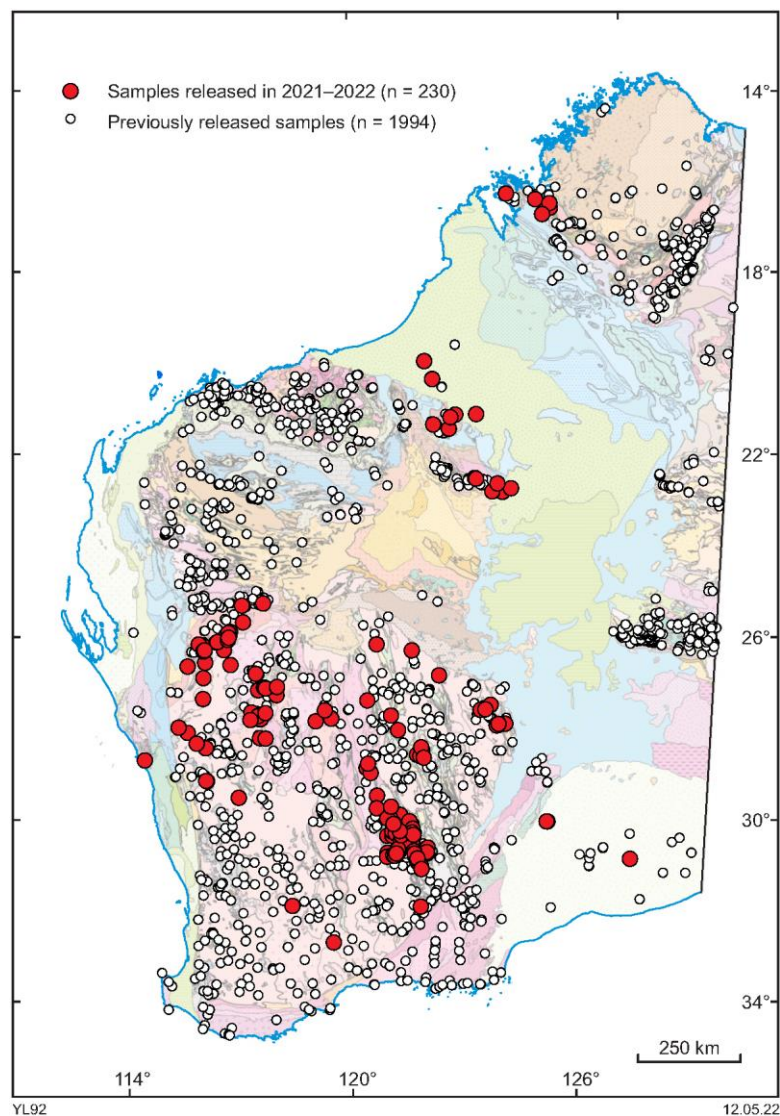 Samples released in 2021–2022 (n = 230)
Previously released samples (n = 1994)
14°
18°
22°
26°
30°
34°
250 km
114°
120°
126°
YL92
12.05.22